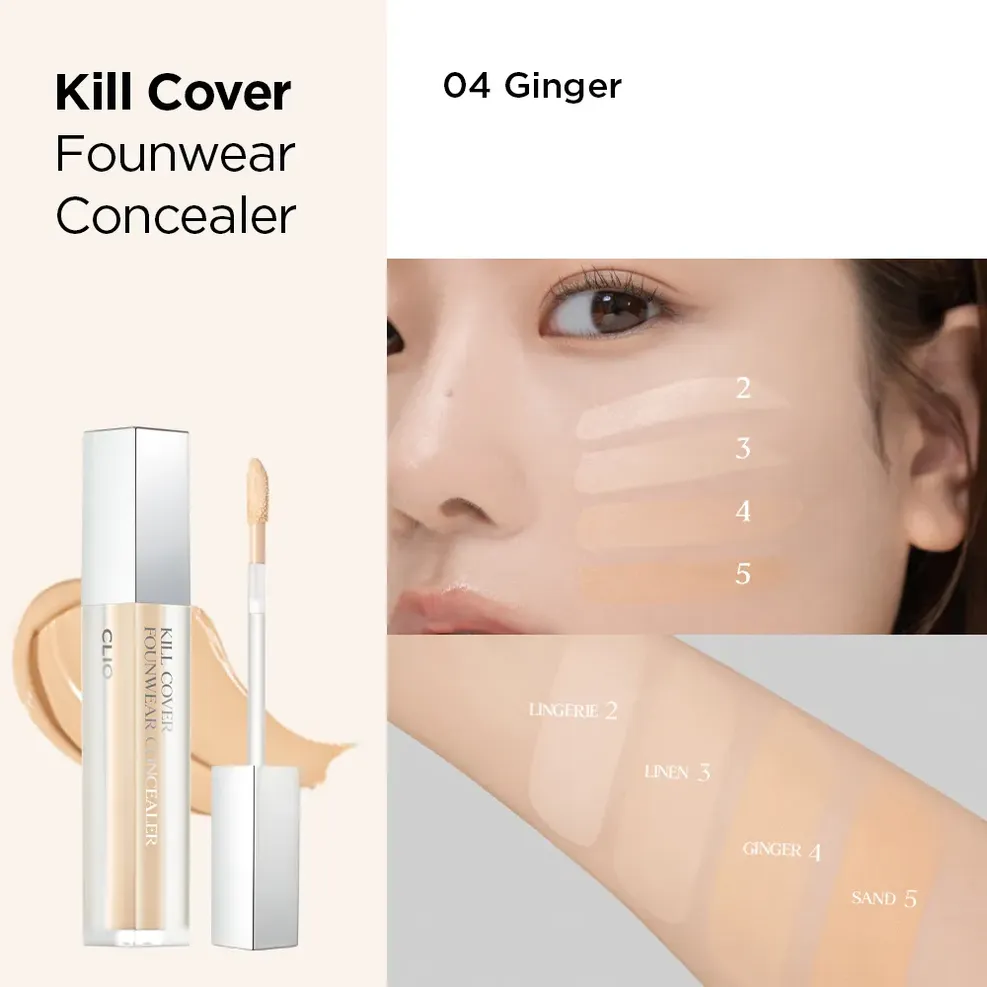 Kill Cover
Founwear
Concealer
CLIO
KILL COVER
FOUNWEAR CONCEALER
04 Ginger
2
3
4
5
LINGERIE 2
LINEN 3
GINGER 4
SAND 5